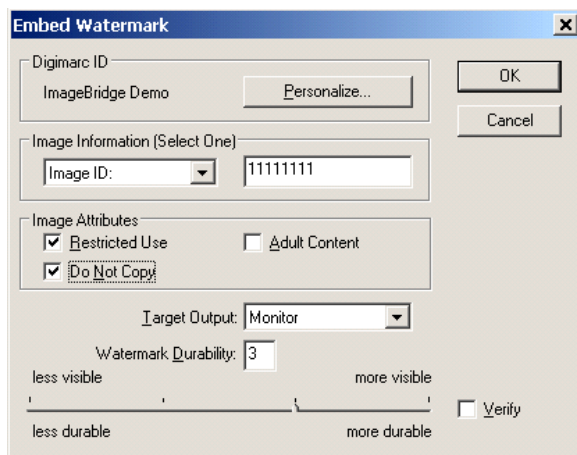 Embed Watermark
Digimarc ID
ImageBridge Demo
Personalize...
OK
Cancel
Image Information (Select One)
Image ID:
11111111
Image Attributes
Restricted Use
Adult Content
Do Not Copy
Target Output: Monitor
Watermark Durability: 3
less visible
more visible
less durable
more durable
Verify